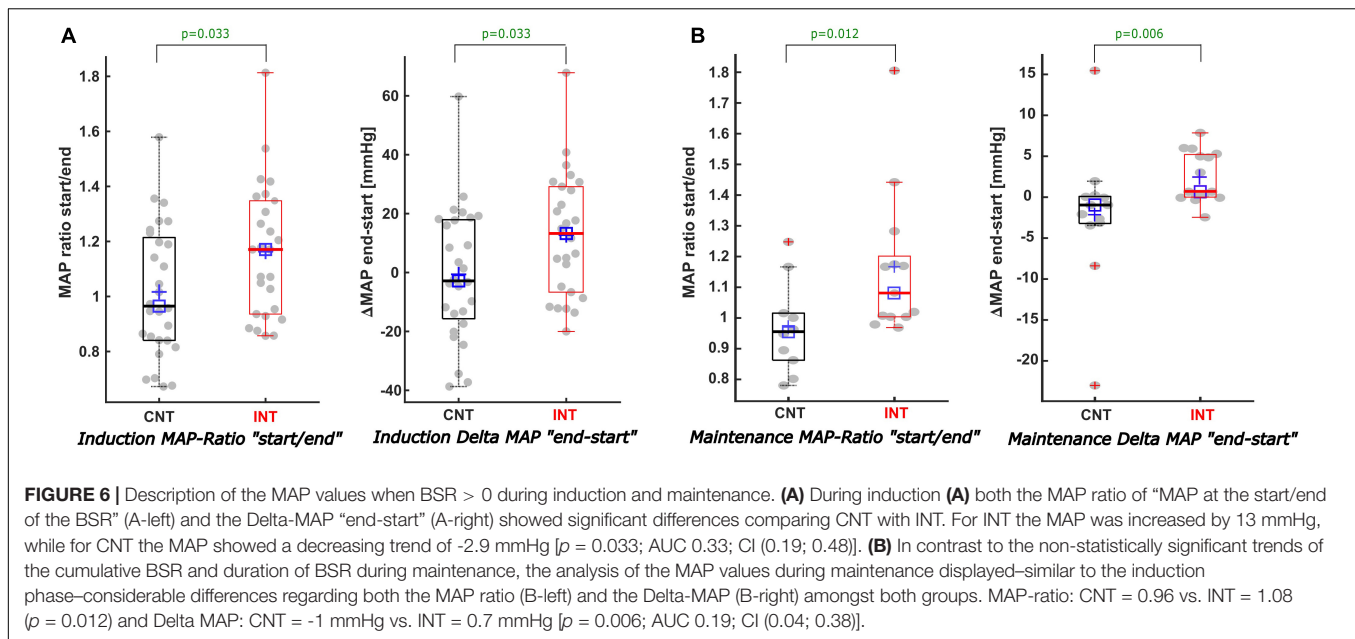 A
p=0.033
p=0.033
B
p=0.012
p=0.006
MAP ratio start/end
1.8
1.6
1.4
1.2
1
0.8
CNT
INT
Induction MAP-Ratio "start/end"
ΔMAP end-start [mmHg]
60
40
20
0
-20
-40
CNT
INT
Induction Delta MAP "end-start"
MAP ratio start/end
1.8
1.7
1.6
1.5
1.4
1.3
1.2
1.1
1
0.9
0.8
CNT
INT
Maintenance MAP-Ratio "start/end"
ΔMAP end-start [mmHg]
15
10
5
0
-5
-10
-15
-20
CNT
INT
Maintenance Delta MAP "end-start"
FIGURE 6 | Description of the MAP values when BSR > 0 during induction and maintenance. (A) During induction (A) both the MAP ratio of “MAP at the start/end
of the BSR” (A-left) and the Delta-MAP “end-start” (A-right) showed significant differences comparing CNT with INT. For INT the MAP was increased by 13 mmHg,
while for CNT the MAP showed a decreasing trend of -2.9 mmHg [p = 0.033; AUC 0.33; CI (0.19; 0.48)]. (B) In contrast to the non-statistically significant trends of
the cumulative BSR and duration of BSR during maintenance, the analysis of the MAP values during maintenance displayed–similar to the induction
phase–considerable differences regarding both the MAP ratio (B-left) and the Delta-MAP (B-right) amongst both groups. MAP-ratio: CNT = 0.96 vs. INT = 1.08
(p = 0.012) and Delta MAP: CNT = -1 mmHg vs. INT = 0.7 mmHg [p = 0.006; AUC 0.19; CI (0.04; 0.38)].